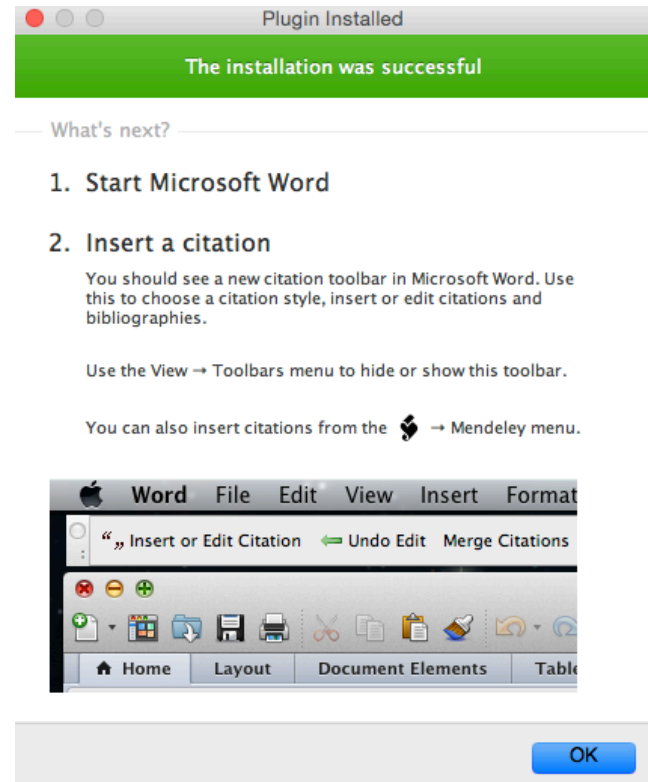 Plugin Installed
The installation was successful
What's next?
1. Start Microsoft Word
2. Insert a citation
You should see a new citation toolbar in Microsoft Word. Use
this to choose a citation style, insert or edit citations and
bibliographies.
Use the View → Toolbars menu to hide or show this toolbar.
You can also insert citations from the → Mendeley menu.
Word File Edit View Insert Format
“„ Insert or Edit Citation Undo Edit Merge Citations
Home Layout Document Elements Table
OK